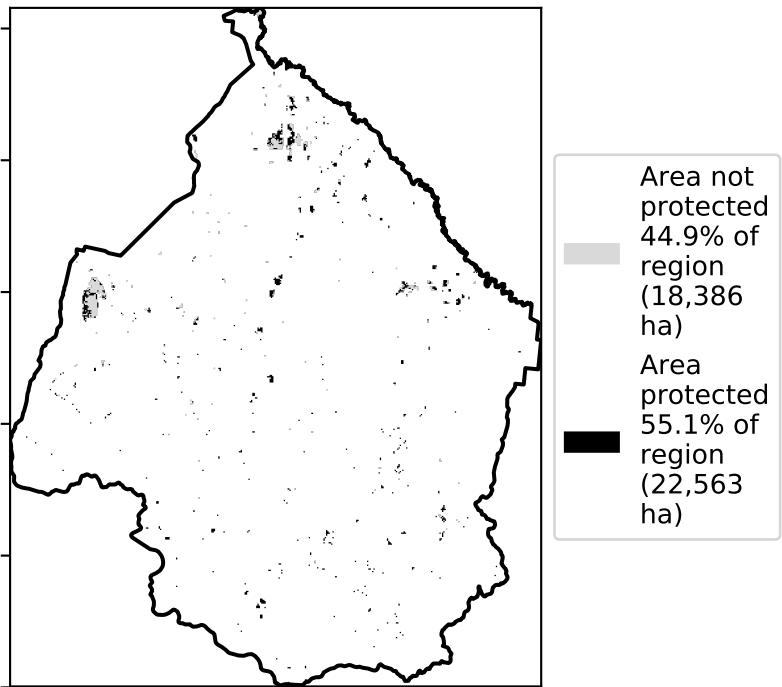 Area not
protected
44.9% of
region
(18,386
ha)
Area
protected
55.1% of
region
(22,563
ha)